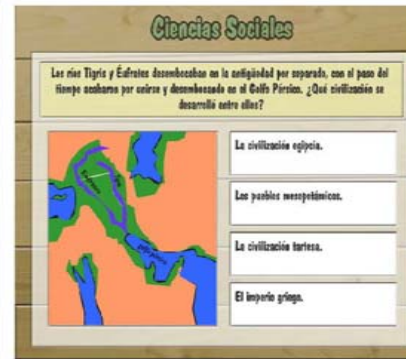 Ciencias Sociales
Los ríos Tigris y Éufrates desembocaban en la antigüedad por separado, con el paso del
tiempo acabaron por unirse y desembocando en el Golfo Pérsico. ¿Qué civilización se
desarrolló entre ellos?
La civilización egipcia.
Los pueblos mesopotámicos.
La civilización tartesa.
El imperio griego.